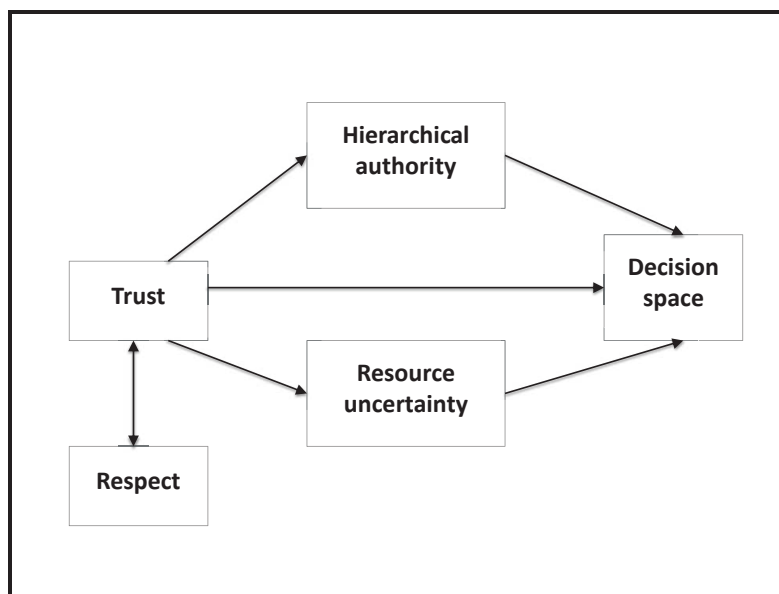 Hierarchical
authority
Trust
Decision
space
Resource
uncertainty
Respect